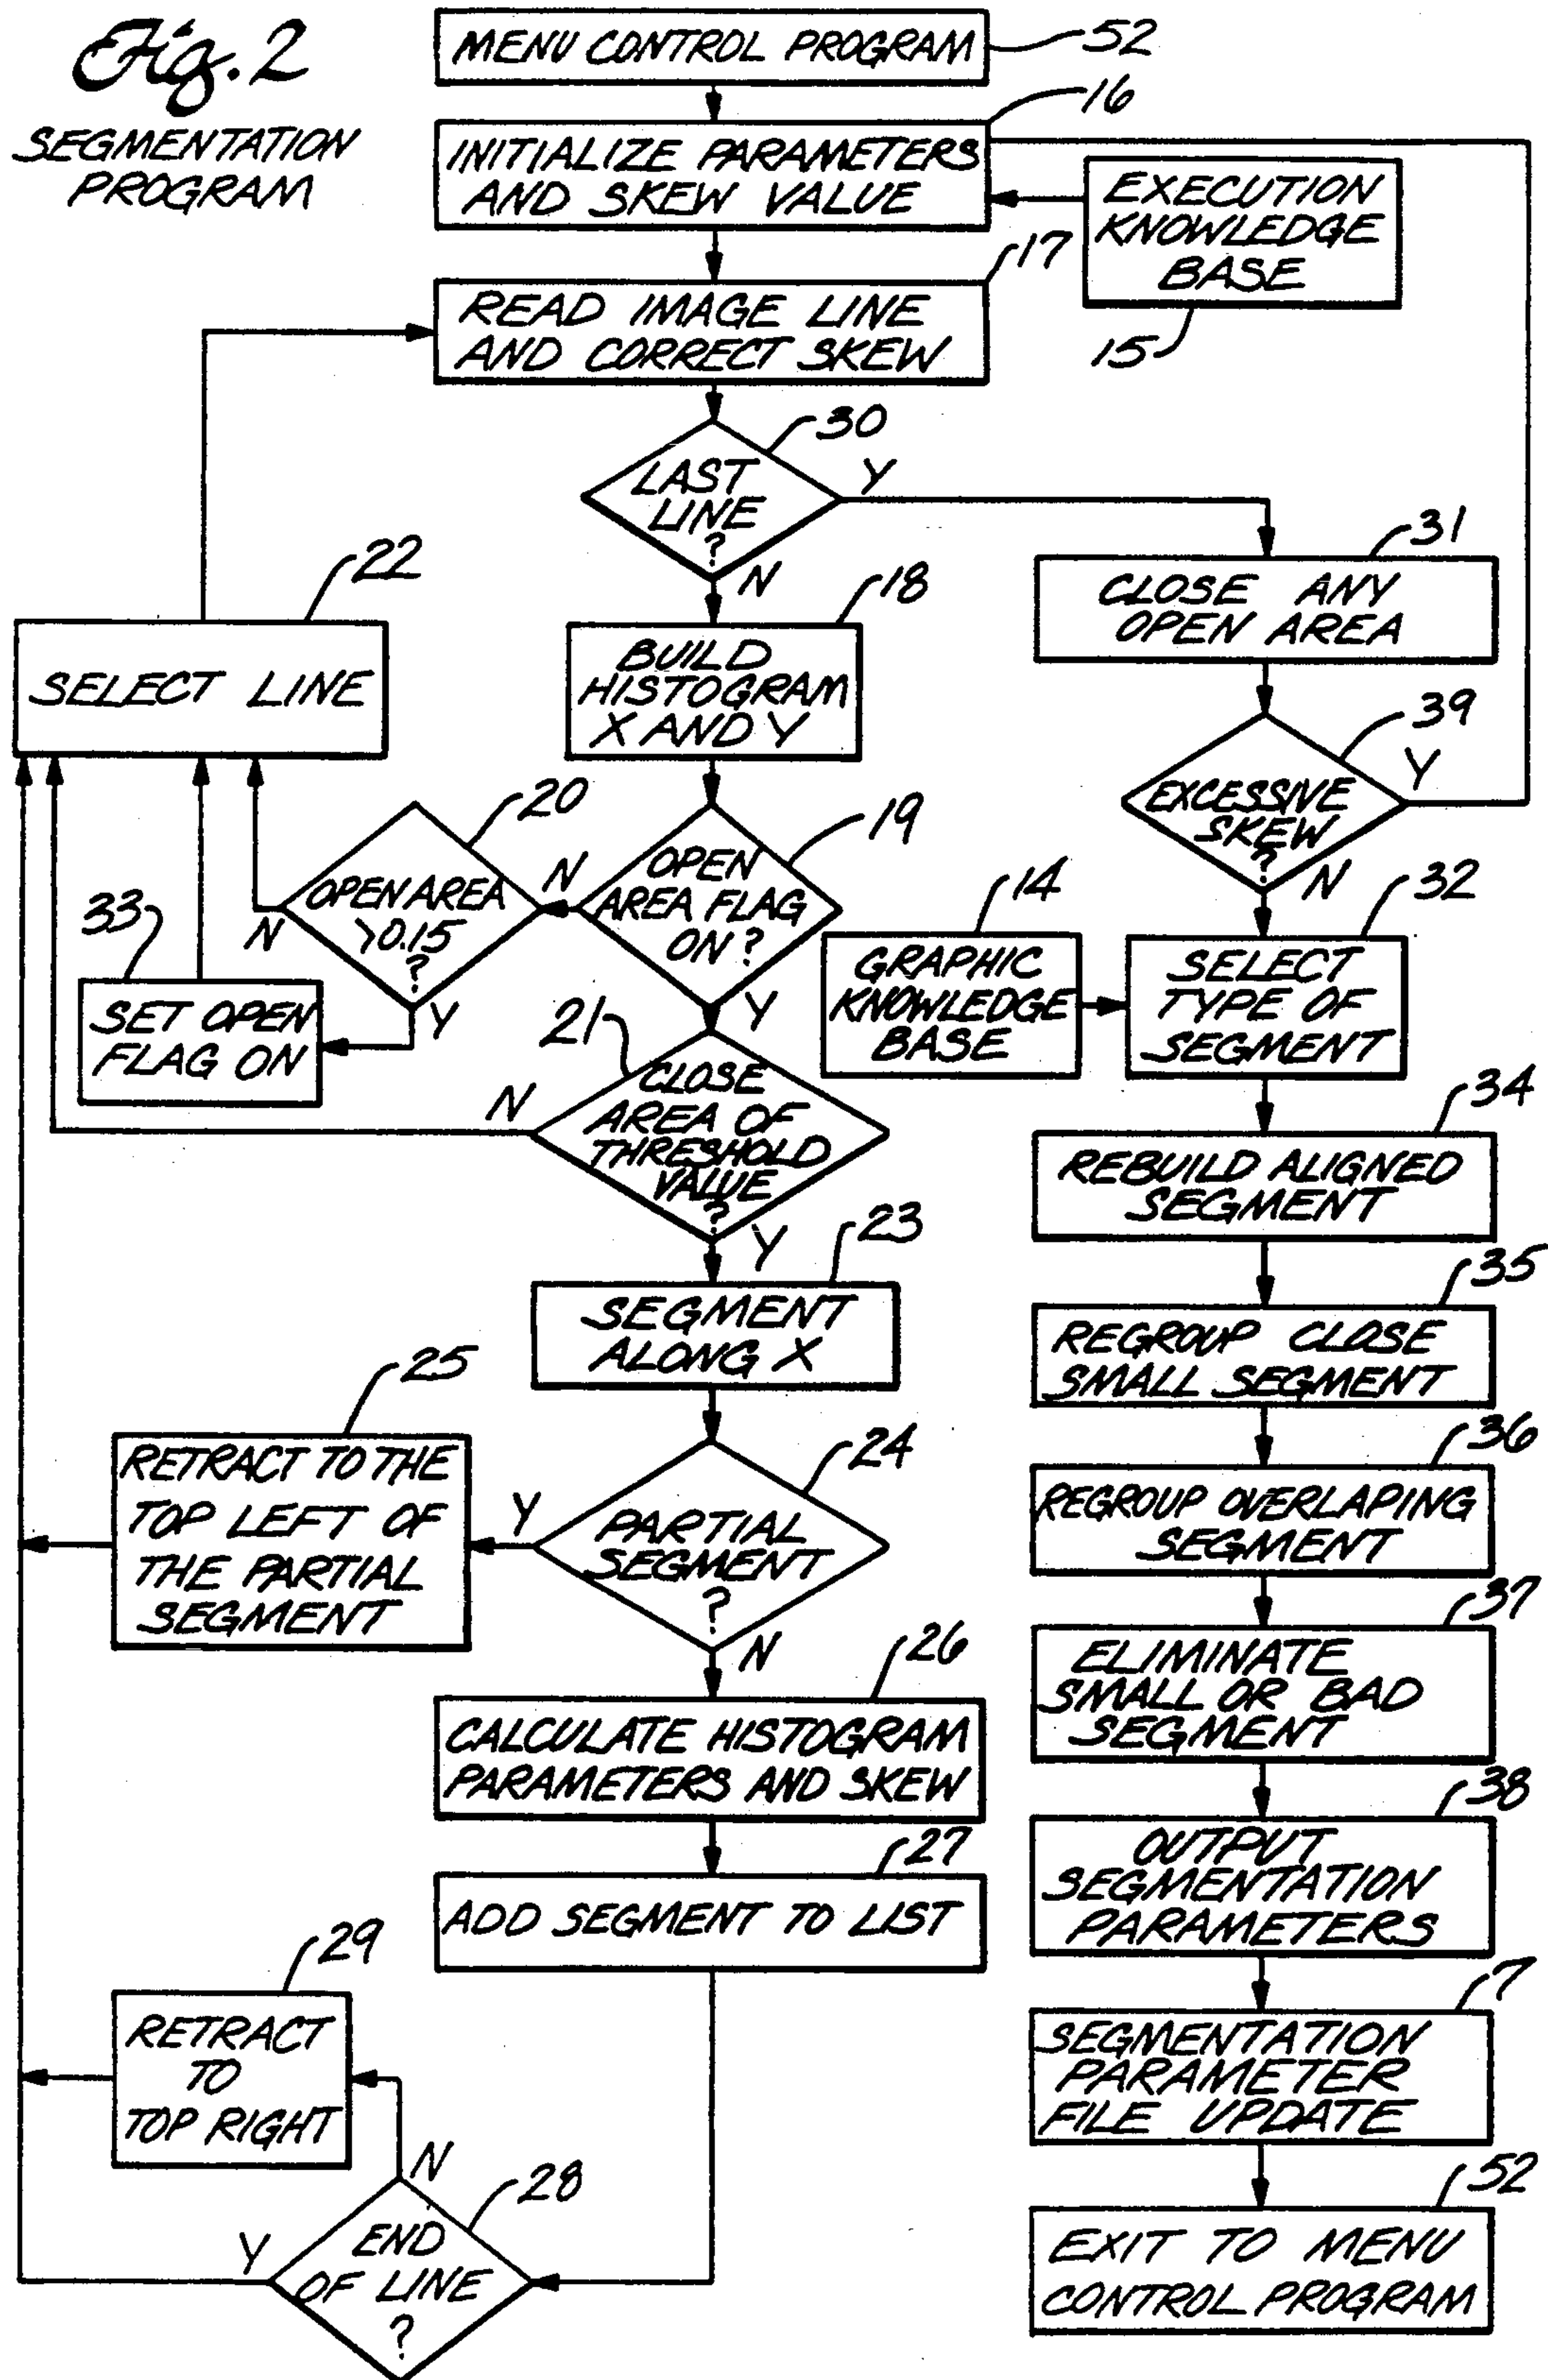 Fig. 2
SEGMENTATION
PROGRAM
MENU CONTROL PROGRAM
52
16
INITIALIZE PARAMETERS
AND SKEW VALUE
EXECUTION
KNOWLEDGE
BASE
15
17
READ IMAGE LINE
AND CORRECT SKEW
30
LAST
LINE
?
Y
N
31
CLOSE ANY
OPEN AREA
22
SELECT LINE
18
BUILD
HISTOGRAM
X AND Y
39
EXCESSIVE
SKEW
?
Y
N
20
OPEN AREA
>0.15
?
N
Y
19
OPEN
AREA FLAG
ON?
N
Y
33
SET OPEN
FLAG ON
14
GRAPHIC
KNOWLEDGE
BASE
32
SELECT
TYPE OF
SEGMENT
21
CLOSE
AREA OF
THRESHOLD
VALUE
?
N
Y
34
REBUILD ALIGNED
SEGMENT
23
SEGMENT
ALONG X
35
REGROUP CLOSE
SMALL SEGMENT
25
RETRACT TO THE
TOP LEFT OF
THE PARTIAL
SEGMENT
24
PARTIAL
SEGMENT
?
Y
N
36
REGROUP OVERLAPING
SEGMENT
37
ELIMINATE
SMALL OR BAD
SEGMENT
26
CALCULATE HISTOGRAM
PARAMETERS AND SKEW
38
OUTPUT
SEGMENTATION
PARAMETERS
27
ADD SEGMENT TO LIST
29
RETRACT
TO
TOP RIGHT
7
SEGMENTATION
PARAMETER
FILE UPDATE
28
END
OF LINE
?
N
Y
52
EXIT TO MENU
CONTROL PROGRAM